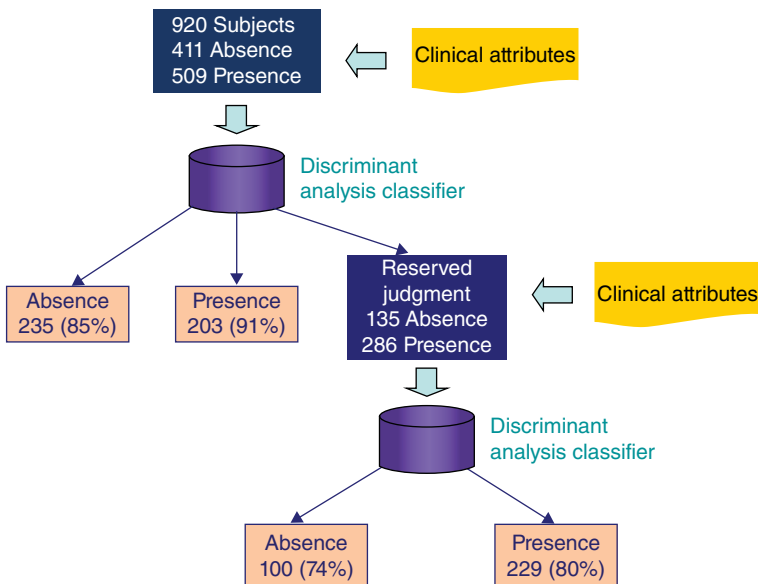 920 Subjects
411 Absence
509 Presence
Clinical attributes
Discriminant
analysis classifier
Absence
235 (85%)
Presence
203 (91%)
Reserved
judgment
135 Absence
286 Presence
Clinical attributes
Discriminant
analysis classifier
Absence
100 (74%)
Presence
229 (80%)